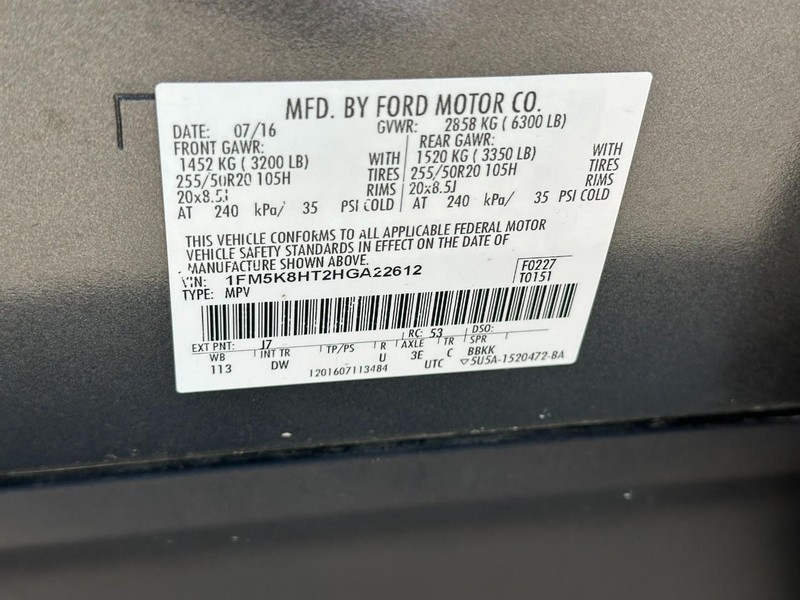 MFD. BY FORD MOTOR CO.
DATE: 07/16 GVWR: 2858 KG ( 6300 LB)
FRONT GAWR: REAR GAWR:
1452 KG ( 3200 LB) WITH 1520 KG ( 3350 LB) WITH
255/50R20 105H TIRES 255/50R20 105H TIRES
20x8.5J RIMS 20x8.5J RIMS
AT 240 kPa/ 35 PSI COLD AT 240 kPa/ 35 PSI COLD
THIS VEHICLE CONFORMS TO ALL APPLICABLE FEDERAL MOTOR
VEHICLE SAFETY STANDARDS IN EFFECT ON THE DATE OF
MANUFACTURE SHOWN ABOVE.
VIN: 1FM5K8HT2HGA22612 F0227
TYPE: MPV T0151
EXT PNT: J7 RC: 53 DSO:
WB INT TR TP/PS R AXLE TR SPR
113 DW U 3E C BBKK
1201607113484 UTC ▽5U5A-1520472-BA